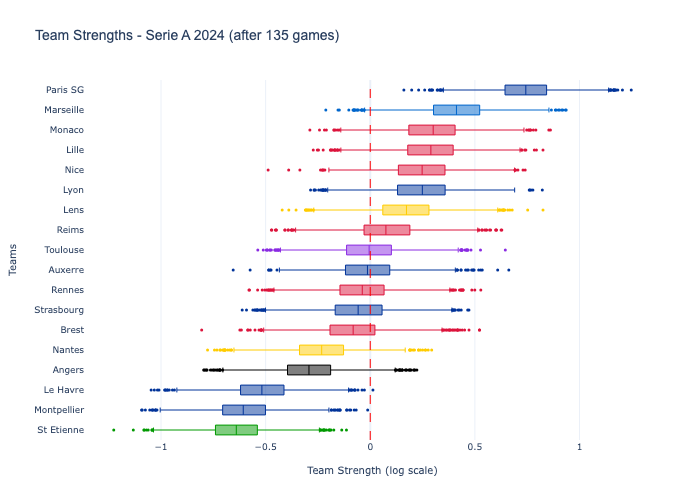 Team Strengths - Serie A 2024 (after 135 games)
Paris SG
Marseille
Monaco
Lille
Nice
Lyon
Lens
Reims
Toulouse
Auxerre
Rennes
Strasbourg
Brest
Nantes
Angers
Le Havre
Montpellier
St Etienne
Teams
−1
−0.5
0
0.5
1
Team Strength (log scale)